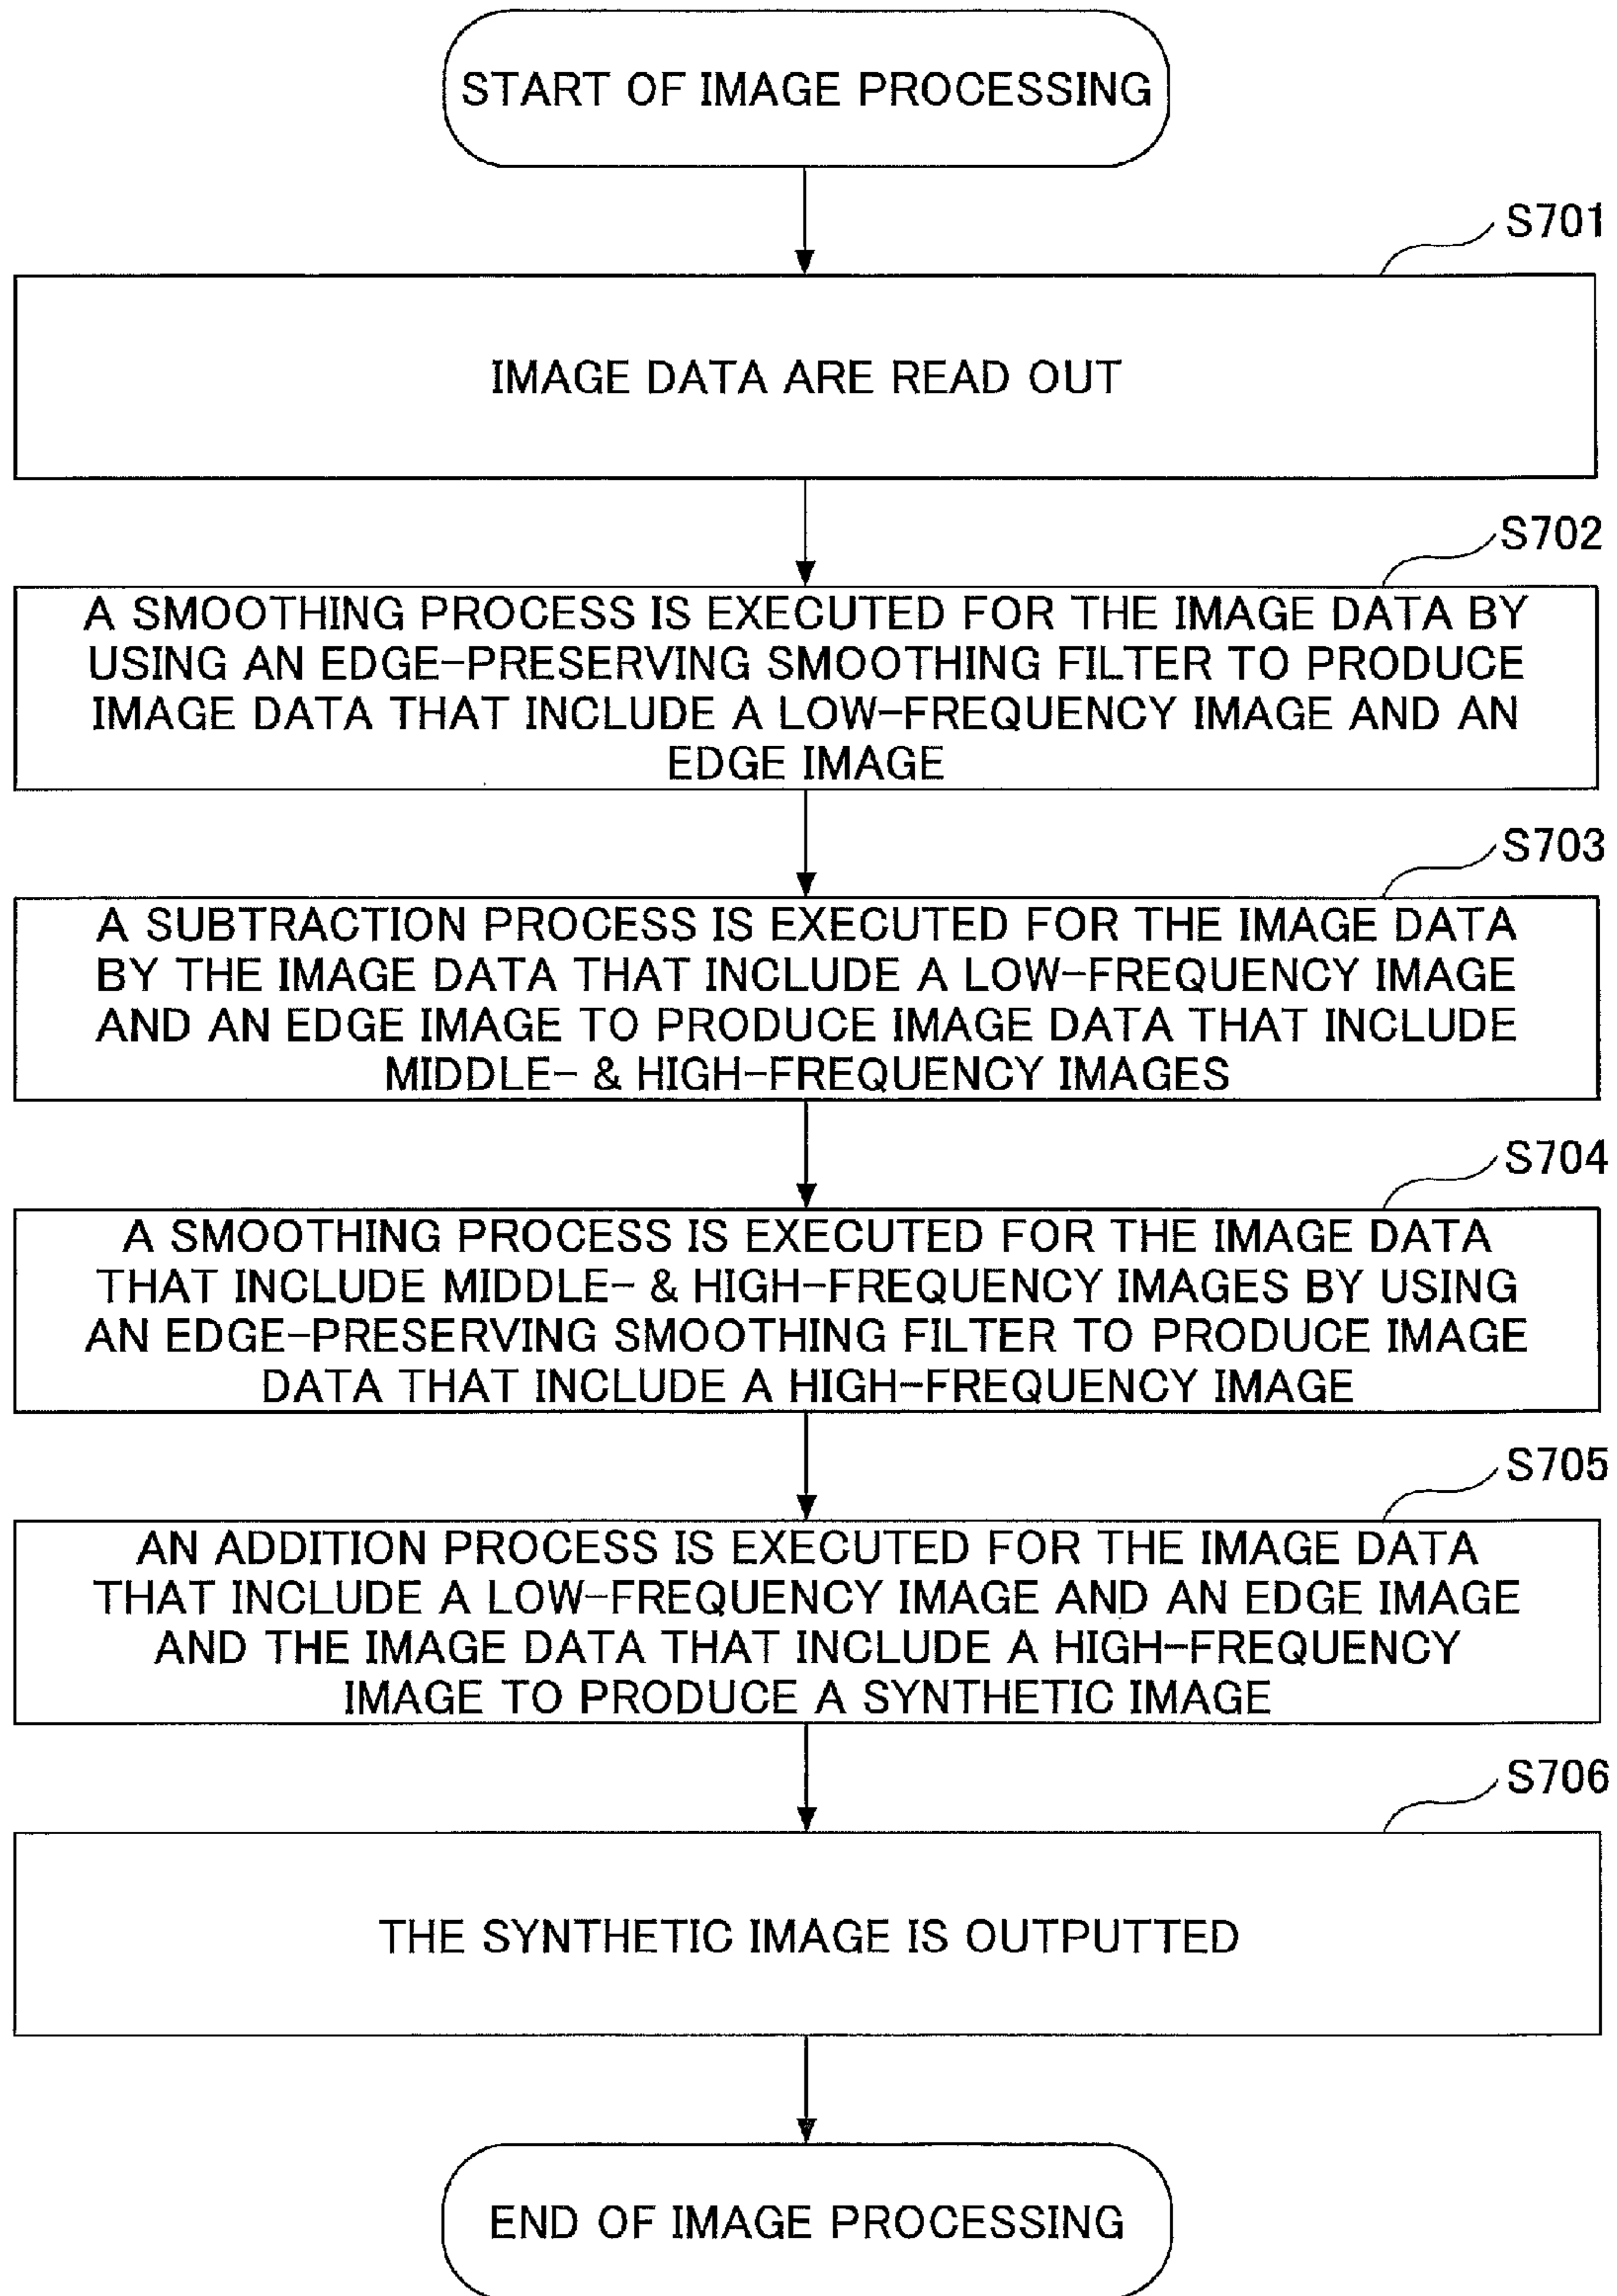 START OF IMAGE PROCESSING
S701
IMAGE DATA ARE READ OUT
S702
A SMOOTHING PROCESS IS EXECUTED FOR THE IMAGE DATA BY
USING AN EDGE-PRESERVING SMOOTHING FILTER TO PRODUCE
IMAGE DATA THAT INCLUDE A LOW-FREQUENCY IMAGE AND AN
EDGE IMAGE
S703
A SUBTRACTION PROCESS IS EXECUTED FOR THE IMAGE DATA
BY THE IMAGE DATA THAT INCLUDE A LOW-FREQUENCY IMAGE
AND AN EDGE IMAGE TO PRODUCE IMAGE DATA THAT INCLUDE
MIDDLE- & HIGH-FREQUENCY IMAGES
S704
A SMOOTHING PROCESS IS EXECUTED FOR THE IMAGE DATA
THAT INCLUDE MIDDLE- & HIGH-FREQUENCY IMAGES BY USING
AN EDGE-PRESERVING SMOOTHING FILTER TO PRODUCE IMAGE
DATA THAT INCLUDE A HIGH-FREQUENCY IMAGE
S705
AN ADDITION PROCESS IS EXECUTED FOR THE IMAGE DATA
THAT INCLUDE A LOW-FREQUENCY IMAGE AND AN EDGE IMAGE
AND THE IMAGE DATA THAT INCLUDE A HIGH-FREQUENCY
IMAGE TO PRODUCE A SYNTHETIC IMAGE
S706
THE SYNTHETIC IMAGE IS OUTPUTTED
END OF IMAGE PROCESSING